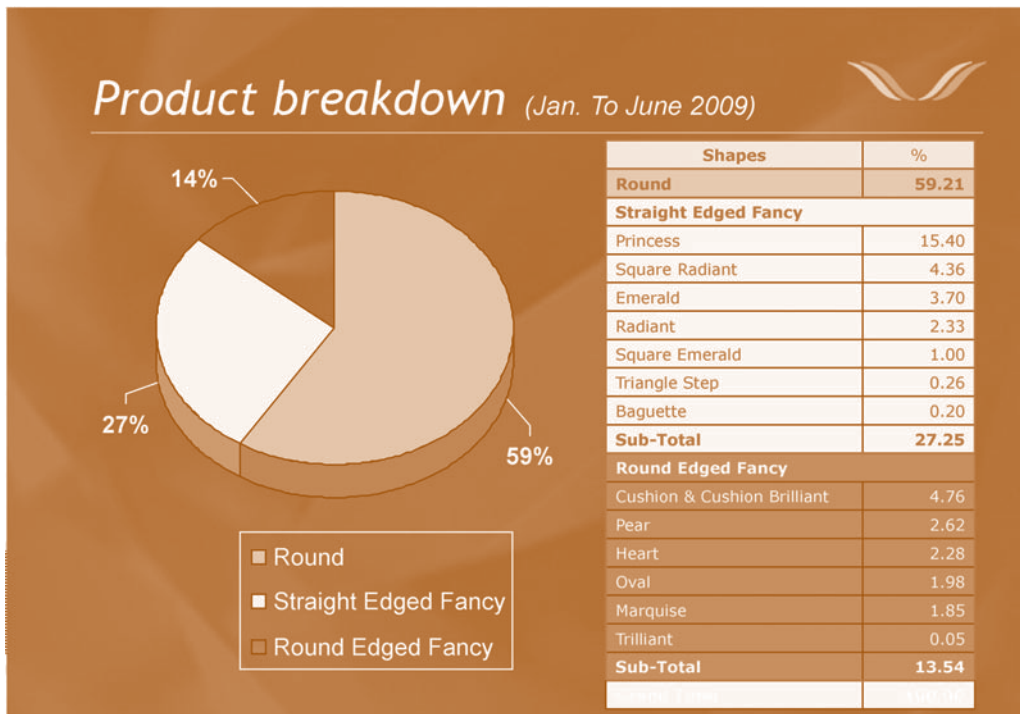 Product breakdown (Jan. To June 2009)
14%
27%
59%
Round
Straight Edged Fancy
Round Edged Fancy
Shapes %
Round 59.21
Straight Edged Fancy
Princess 15.40
Square Radiant 4.36
Emerald 3.70
Radiant 2.33
Square Emerald 1.00
Triangle Step 0.26
Baguette 0.20
Sub-Total 27.25
Round Edged Fancy
Cushion & Cushion Brilliant 4.76
Pear 2.62
Heart 2.28
Oval 1.98
Marquise 1.85
Trilliant 0.05
Sub-Total 13.54